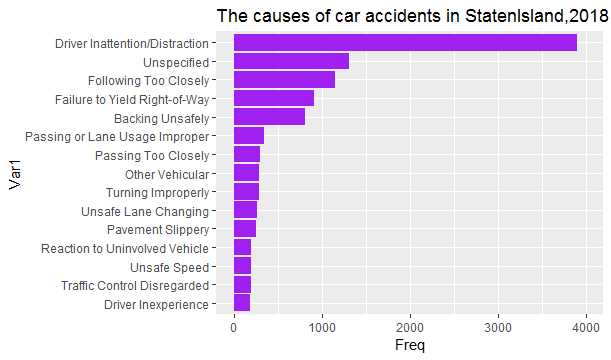 The causes of car accidents in StatenIsland,2018
Driver Inattention/Distraction
Unspecified
Following Too Closely
Failure to Yield Right-of-Way
Backing Unsafely
Passing or Lane Usage Improper
Passing Too Closely
Other Vehicular
Turning Improperly
Unsafe Lane Changing
Pavement Slippery
Reaction to Uninvolved Vehicle
Unsafe Speed
Traffic Control Disregarded
Driver Inexperience
Var1
0 1000 2000 3000 4000
Freq